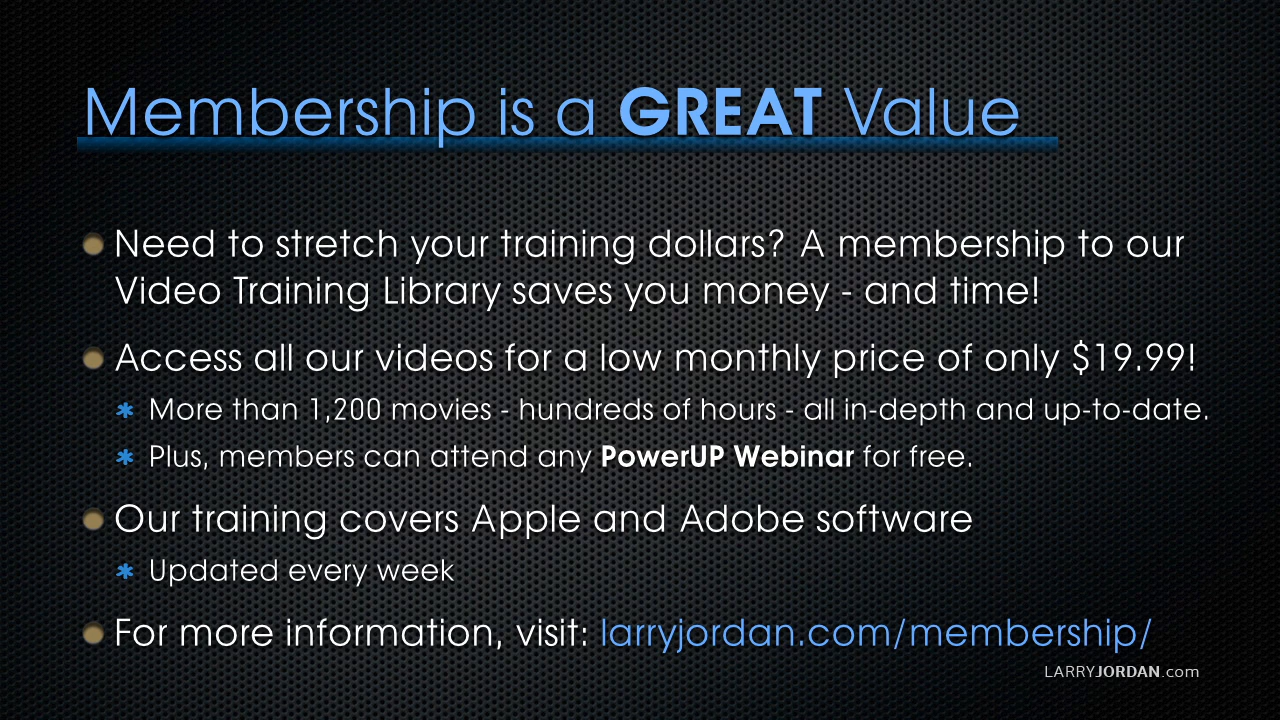 Membership is a GREAT Value
Need to stretch your training dollars? A membership to our
Video Training Library saves you money - and time!
Access all our videos for a low monthly price of only $19.99!
More than 1,200 movies - hundreds of hours - all in-depth and up-to-date.
Plus, members can attend any PowerUP Webinar for free.
Our training covers Apple and Adobe software
Updated every week
For more information, visit: larryjordan.com/membership/
LARRYJORDAN.com